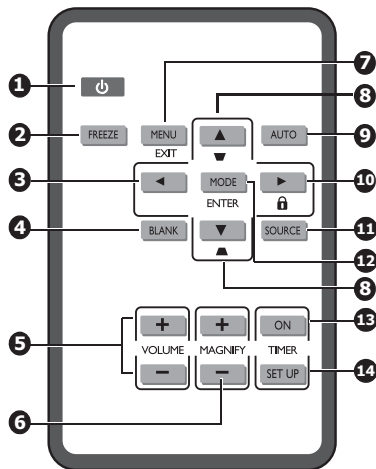 1
7
8
2
FREEZE
MENU
AUTO
9
EXIT
3
MODE
10
ENTER
4
BLANK
SOURCE
11
12
8
5
+
+
ON
13
VOLUME
MAGNIFY
TIMER
−
−
SET UP
14
6